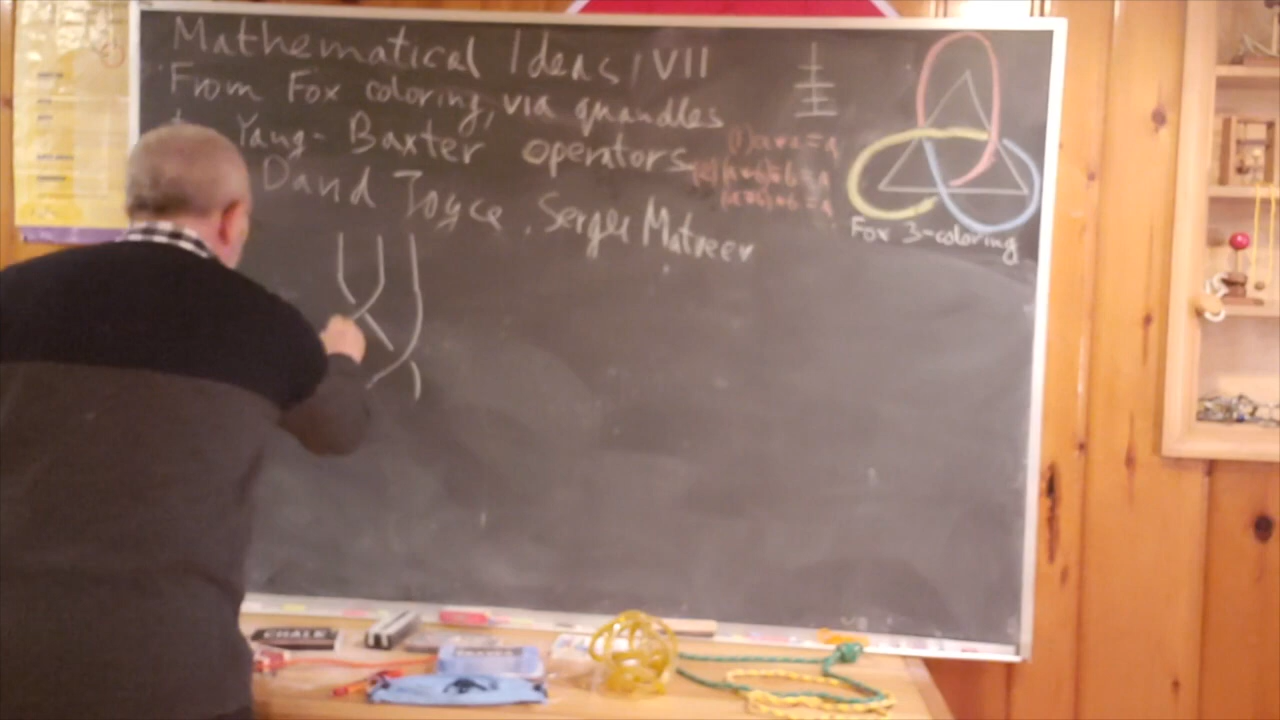 Mathematical Ideas, VII
From Fox coloring, via quandles
Yang-Baxter operators
David Joyce, Sergei Matveev
(1) a*a=a
Fox 3-coloring
CHALK